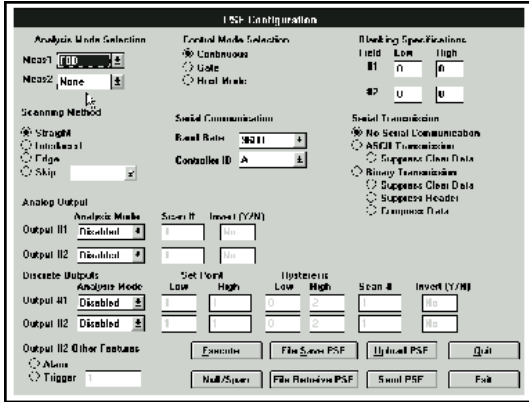 PSF Configuration
Analysis Mode Selection
Meas1 TOD
Meas2 None
Control Mode Selection
Continuous
Gate
Host Mode
Blanking Specifications
Field Low High
#1 0 0
#2 0 0
Scanning Method
Straight
Interlaced
Edge
Skip
Serial Communication
Baud Rate 9600
Controller ID A
Serial Transmission
No Serial Communication
ASCII Transmission
Suppress Clear Data
Binary Transmission
Suppress Clear Data
Suppress Header
Compress Data
Analog Output
Analysis Mode Scan # Invert (Y/N)
Output #1 Disabled 1 No
Output #2 Disabled 1 No
Discrete Outputs Set Point Hysteresis
Analysis Mode Low High Low High Scan # Invert (Y/N)
Output #1 Disabled 1 1 0 2 1 No
Output #2 Disabled 1 1 0 2 1 No
Output #2 Other Features
Alarm
Trigger 1
Execute File Save PSF Upload PSF Quit
Null/Span File Retrieve PSF Send PSF Exit